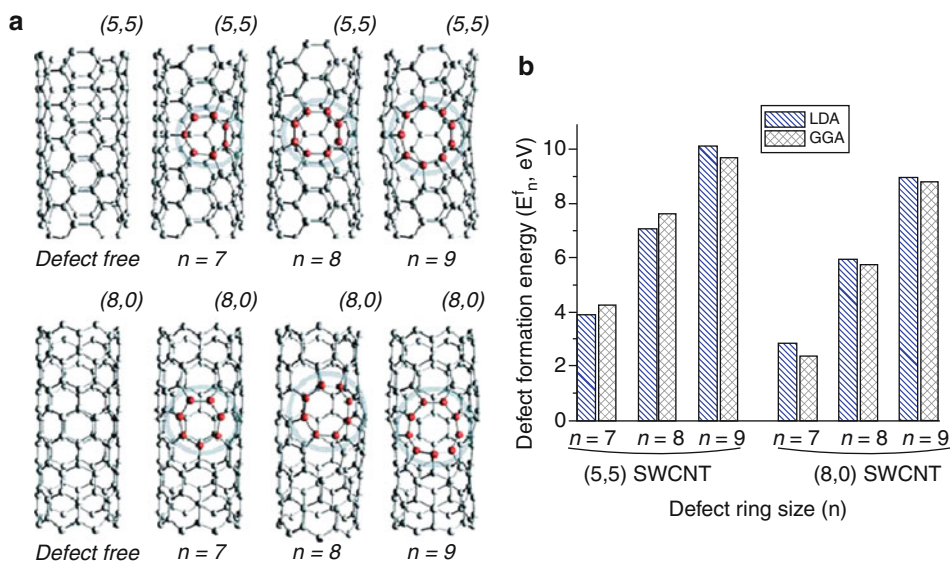 a
(5,5) (5,5) (5,5) (5,5)
Defect free n = 7 n = 8 n = 9
(8,0) (8,0) (8,0) (8,0)
Defect free n = 7 n = 8 n = 9
b
LDA
GGA
Defect formation energy (E^f_n, eV)
10
8
6
4
2
0
n = 7 n = 8 n = 9 n = 7 n = 8 n = 9
(5,5) SWCNT (8,0) SWCNT
Defect ring size (n)